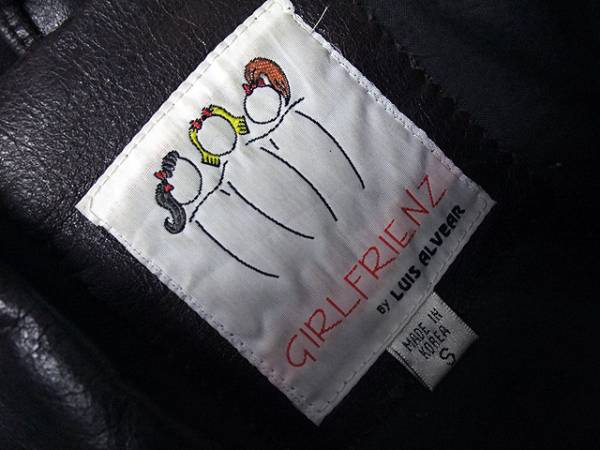 GIRLFRIENZ
BY LUIS ALVEAR
MADE IN
KOREA
S